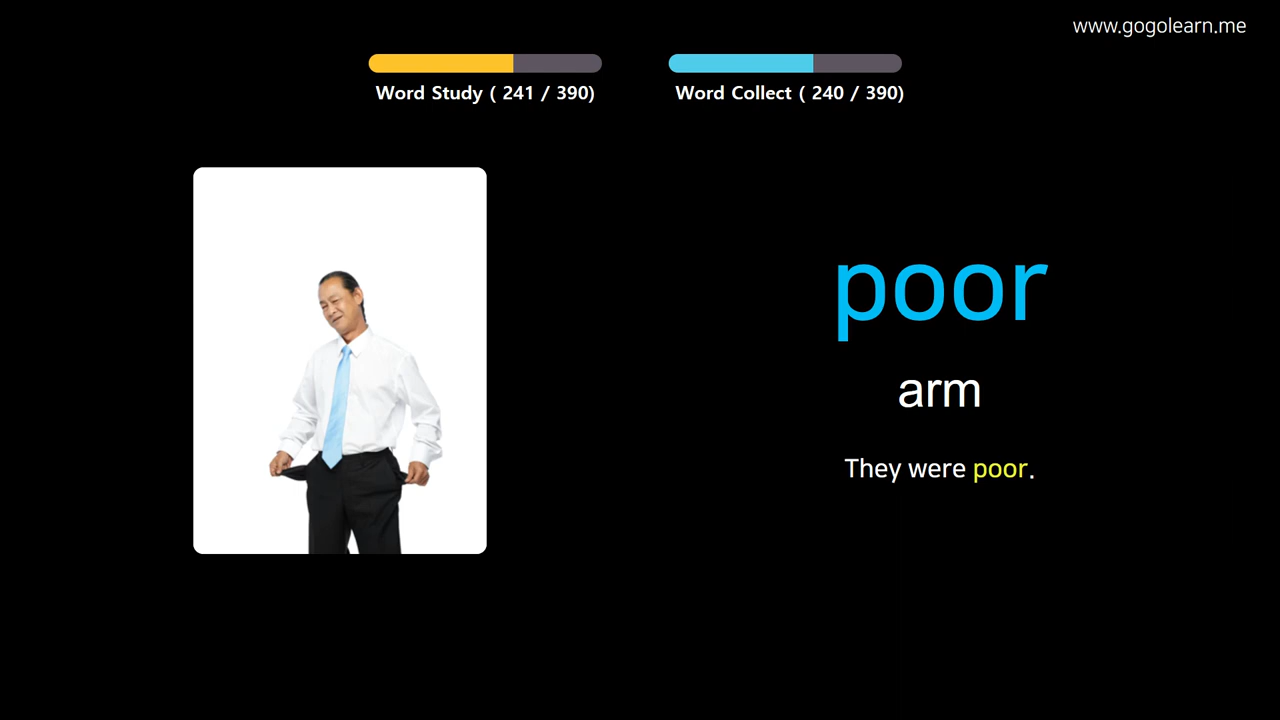 www.gogolearn.me
Word Study ( 241 / 390)
Word Collect ( 240 / 390)
poor
arm
They were poor.